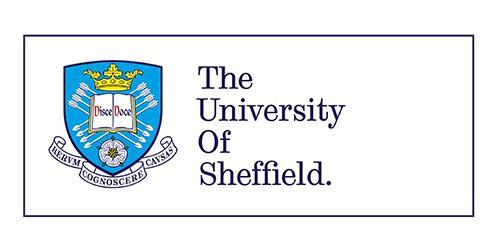 Disce Doce
RERVM COGNOSCERE CAVSAS
The
University
Of
Sheffield.